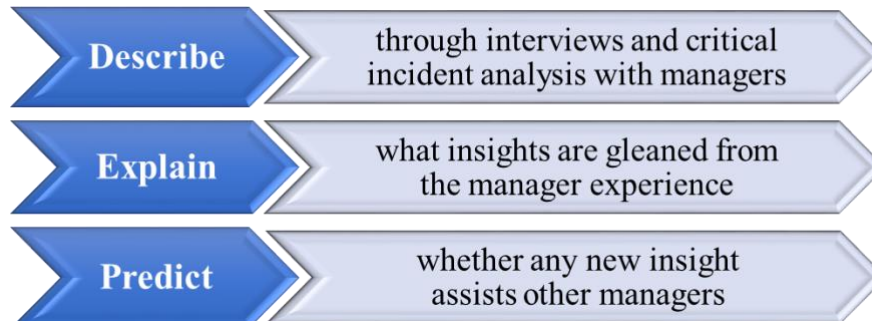 Describe
through interviews and critical
incident analysis with managers
Explain
what insights are gleaned from
the manager experience
Predict
whether any new insight
assists other managers